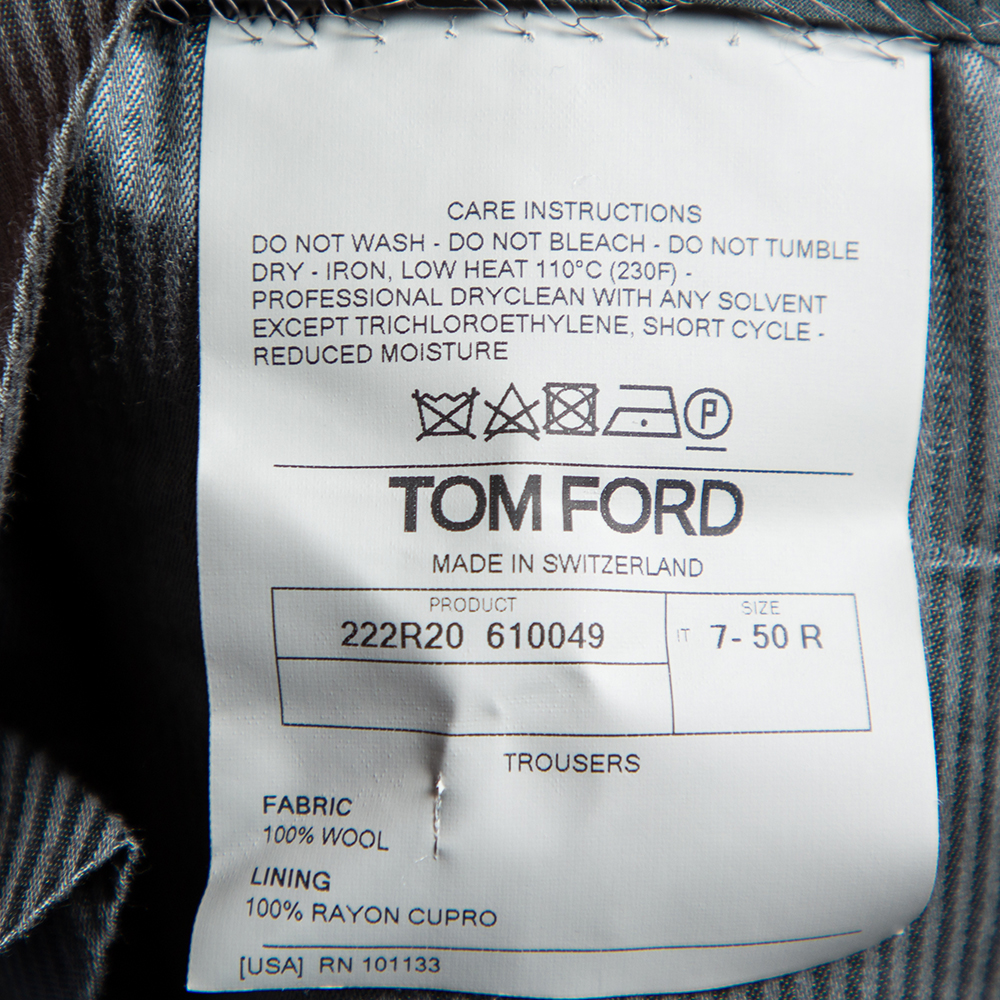 CARE INSTRUCTIONS
DO NOT WASH - DO NOT BLEACH - DO NOT TUMBLE
DRY - IRON, LOW HEAT 110°C (230F) -
PROFESSIONAL DRYCLEAN WITH ANY SOLVENT
EXCEPT TRICHLOROETHYLENE, SHORT CYCLE -
REDUCED MOISTURE
P
TOM FORD
MADE IN SWITZERLAND
PRODUCT SIZE
222R20 610049 IT 7- 50 R
TROUSERS
FABRIC
100% WOOL
LINING
100% RAYON CUPRO
[USA] RN 101133